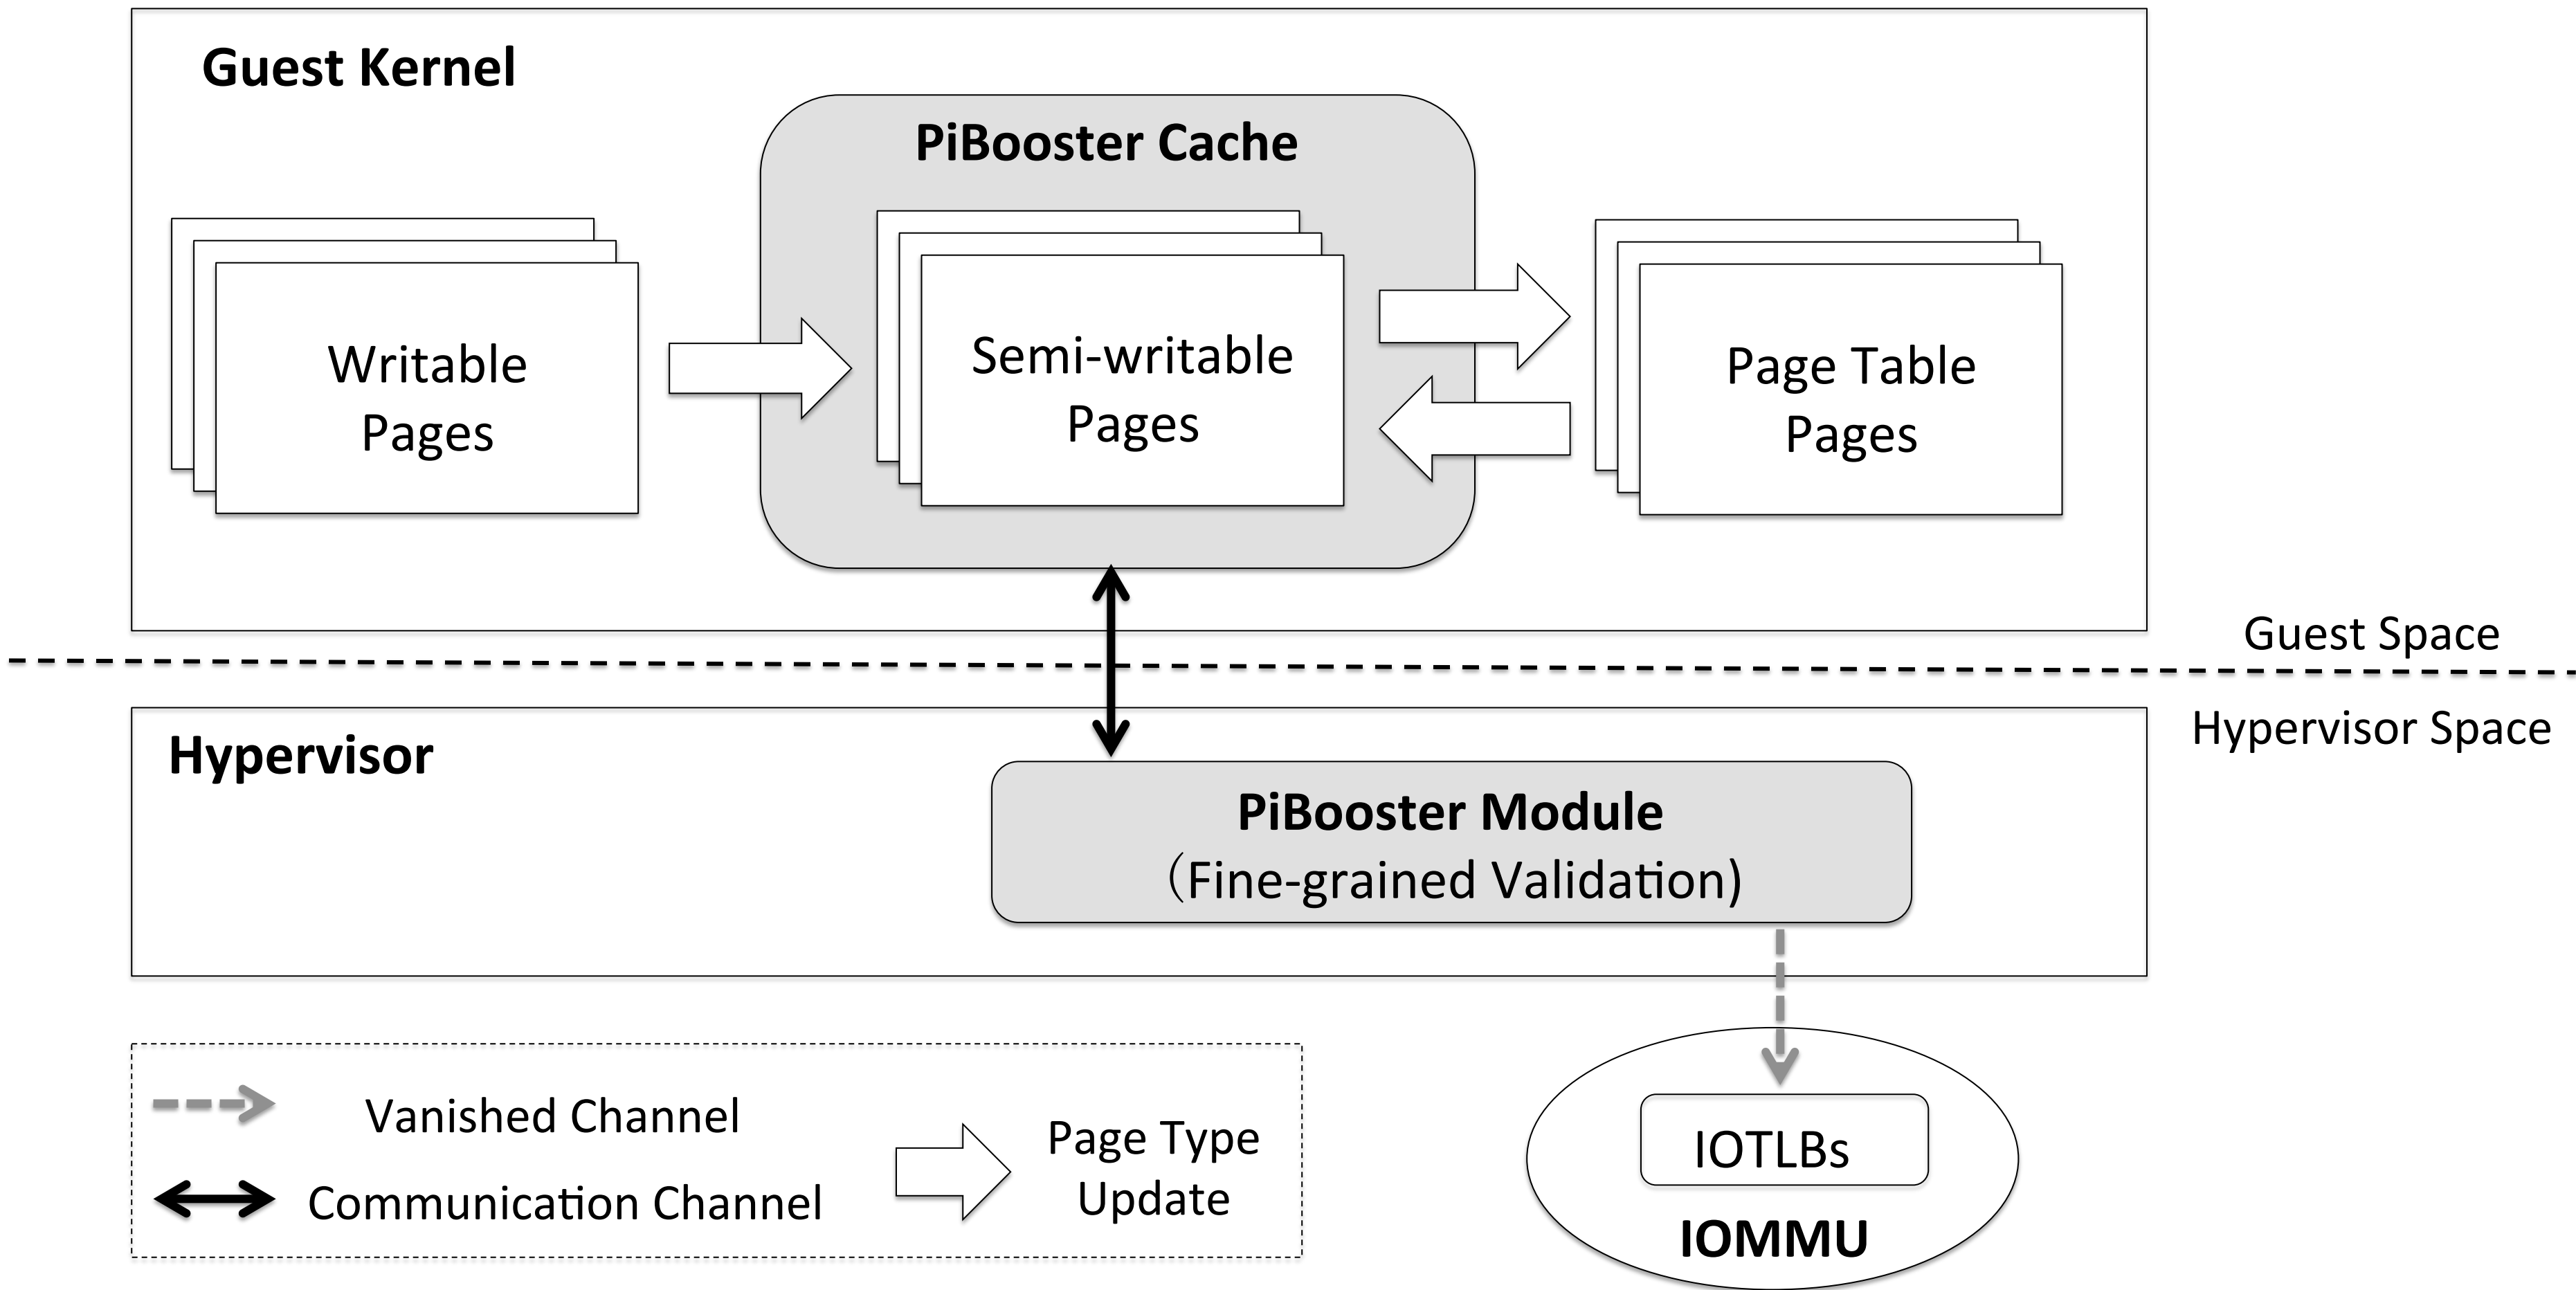 Guest Kernel
PiBooster Cache
Writable
Pages
Semi-writable
Pages
Page Table
Pages
Guest Space
Hypervisor Space
Hypervisor
PiBooster Module
（Fine-grained Validation)
Vanished Channel
Communication Channel
Page Type
Update
IOTLBs
IOMMU